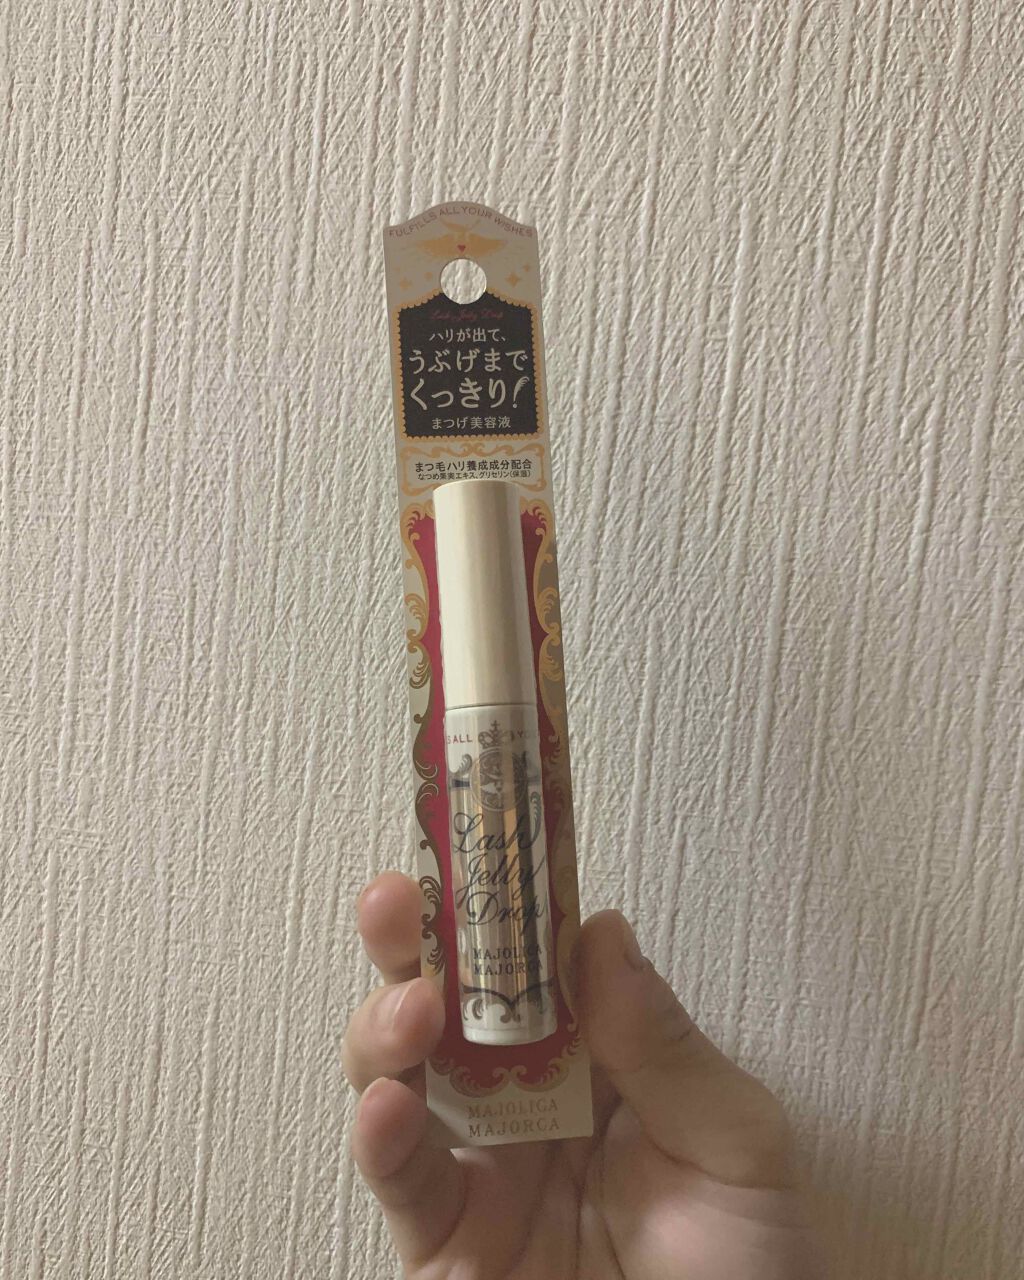 FULFILLS ALL YOUR WISHES
Lash Jelly Drop
ハリが出て、
うぶげまで
くっきり!
まつげ美容液
まつ毛ハリ養成成分配合
なつめ果実エキス、グリセリン(保湿)
S ALL YO
Lash
Jelly
Drop
MAJOLICA
MAJORCA
MAJOLICA
MAJORCA